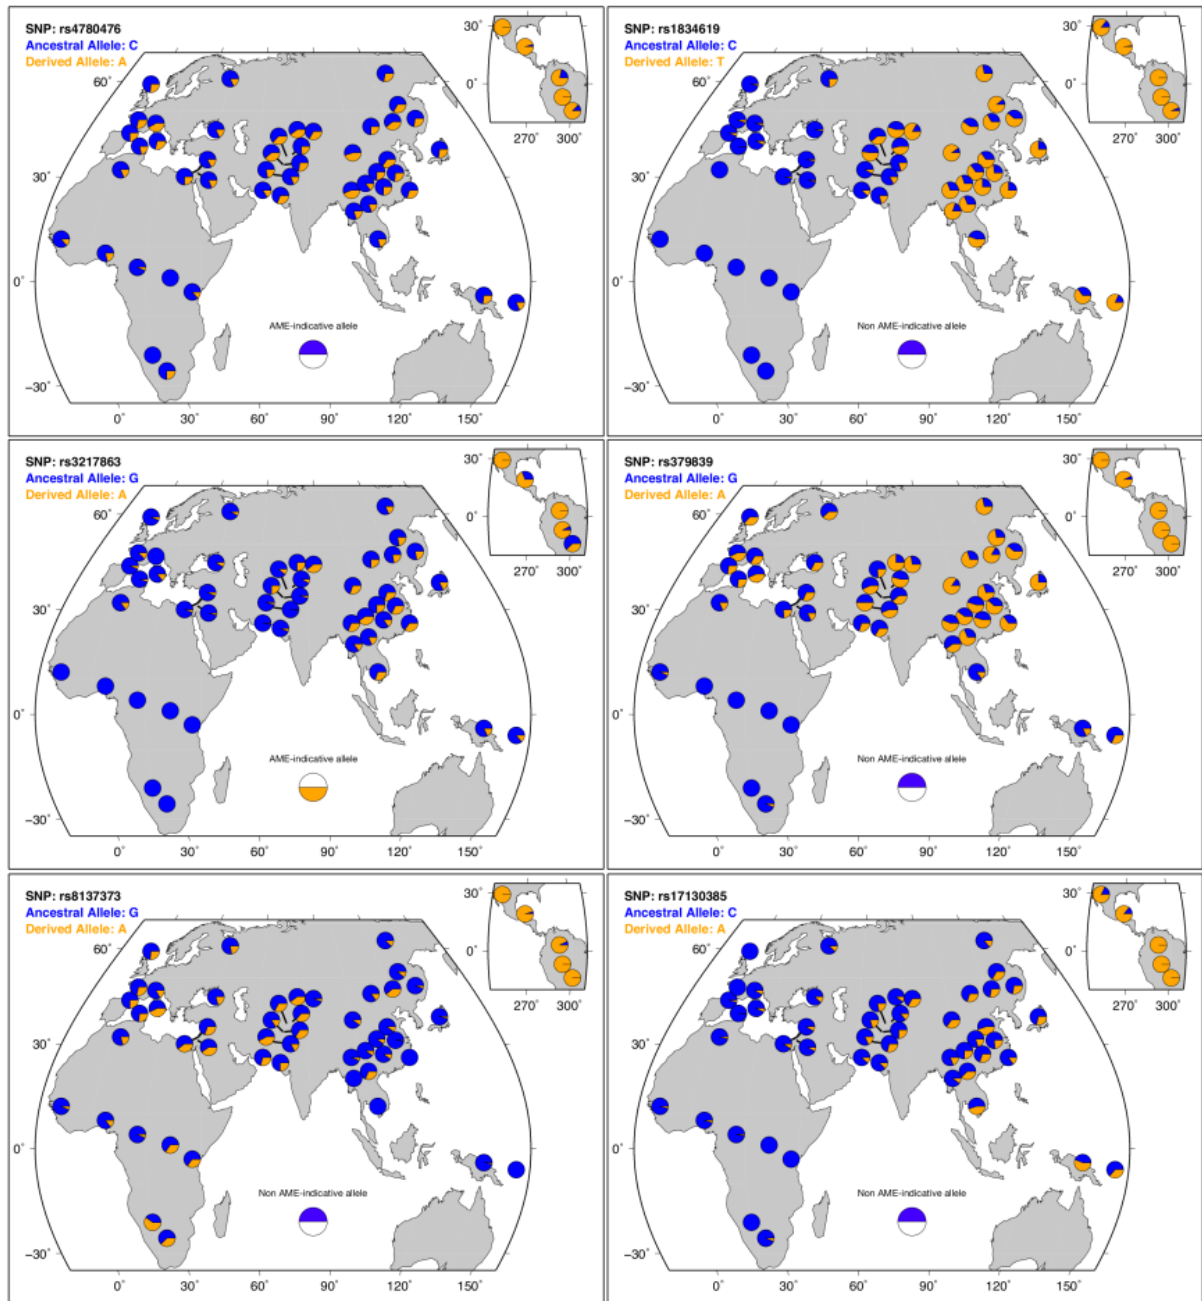 SNP: rs4780476
Ancestral Allele: C
Derived Allele: A
30˚
0˚
270˚ 300˚
60˚
30˚
0˚
−30˚
AME-indicative allele
0˚ 30˚ 60˚ 90˚ 120˚ 150˚
SNP: rs1834619
Ancestral Allele: C
Derived Allele: T
30˚
0˚
270˚ 300˚
60˚
30˚
0˚
−30˚
Non AME-indicative allele
0˚ 30˚ 60˚ 90˚ 120˚ 150˚
SNP: rs3217863
Ancestral Allele: G
Derived Allele: A
30˚
0˚
270˚ 300˚
60˚
30˚
0˚
−30˚
AME-indicative allele
0˚ 30˚ 60˚ 90˚ 120˚ 150˚
SNP: rs379839
Ancestral Allele: G
Derived Allele: A
30˚
0˚
270˚ 300˚
60˚
30˚
0˚
−30˚
Non AME-indicative allele
0˚ 30˚ 60˚ 90˚ 120˚ 150˚
SNP: rs8137373
Ancestral Allele: G
Derived Allele: A
30˚
0˚
270˚ 300˚
60˚
30˚
0˚
−30˚
Non AME-indicative allele
0˚ 30˚ 60˚ 90˚ 120˚ 150˚
SNP: rs17130385
Ancestral Allele: C
Derived Allele: A
30˚
0˚
270˚ 300˚
60˚
30˚
0˚
−30˚
Non AME-indicative allele
0˚ 30˚ 60˚ 90˚ 120˚ 150˚